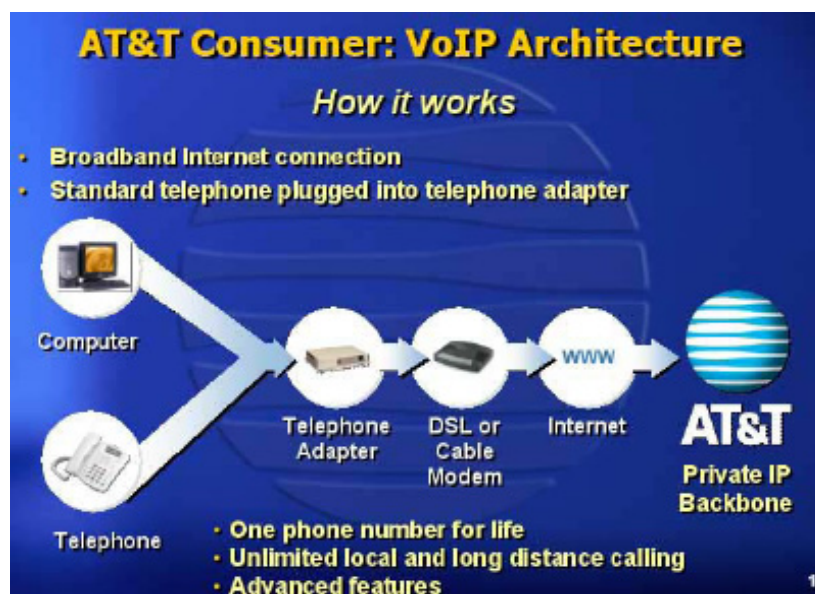 AT&T Consumer: VoIP Architecture
How it works
• Broadband Internet connection
• Standard telephone plugged into telephone adapter
Computer
Telephone
Telephone
Adapter
DSL or
Cable
Modem
www
Internet
AT&T
Private IP
Backbone
• One phone number for life
• Unlimited local and long distance calling
• Advanced features
1